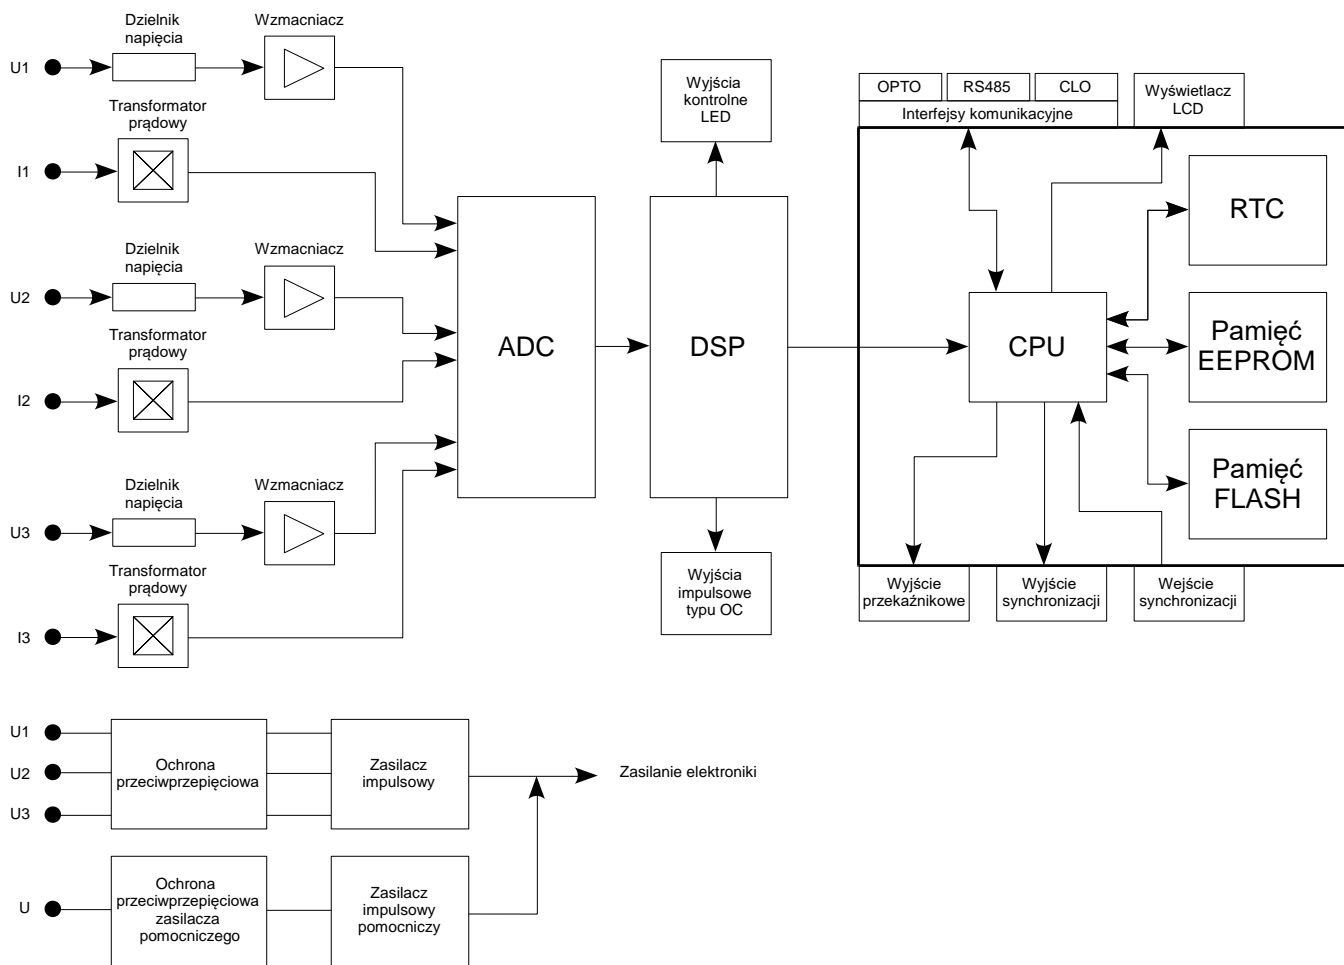 Dzielnik
napięcia
Wzmacniacz
U1
Transformator
prądowy
I1
Dzielnik
napięcia
Wzmacniacz
U2
Transformator
prądowy
I2
Dzielnik
napięcia
Wzmacniacz
U3
Transformator
prądowy
I3
ADC
Wyjścia
kontrolne
LED
DSP
Wyjścia
impulsowe
typu OC
OPTO
RS485
CLO
Interfejsy komunikacyjne
Wyświetlacz
LCD
RTC
CPU
Pamięć
EEPROM
Pamięć
FLASH
Wyjście
przekaźnikowe
Wyjście
synchronizacji
Wejście
synchronizacji
U1
U2
U3
Ochrona
przeciwprzepięciowa
Zasilacz
impulsowy
Zasilanie elektroniki
U
Ochrona
przeciwprzepięciowa
zasilacza
pomocniczego
Zasilacz
impulsowy
pomocniczy